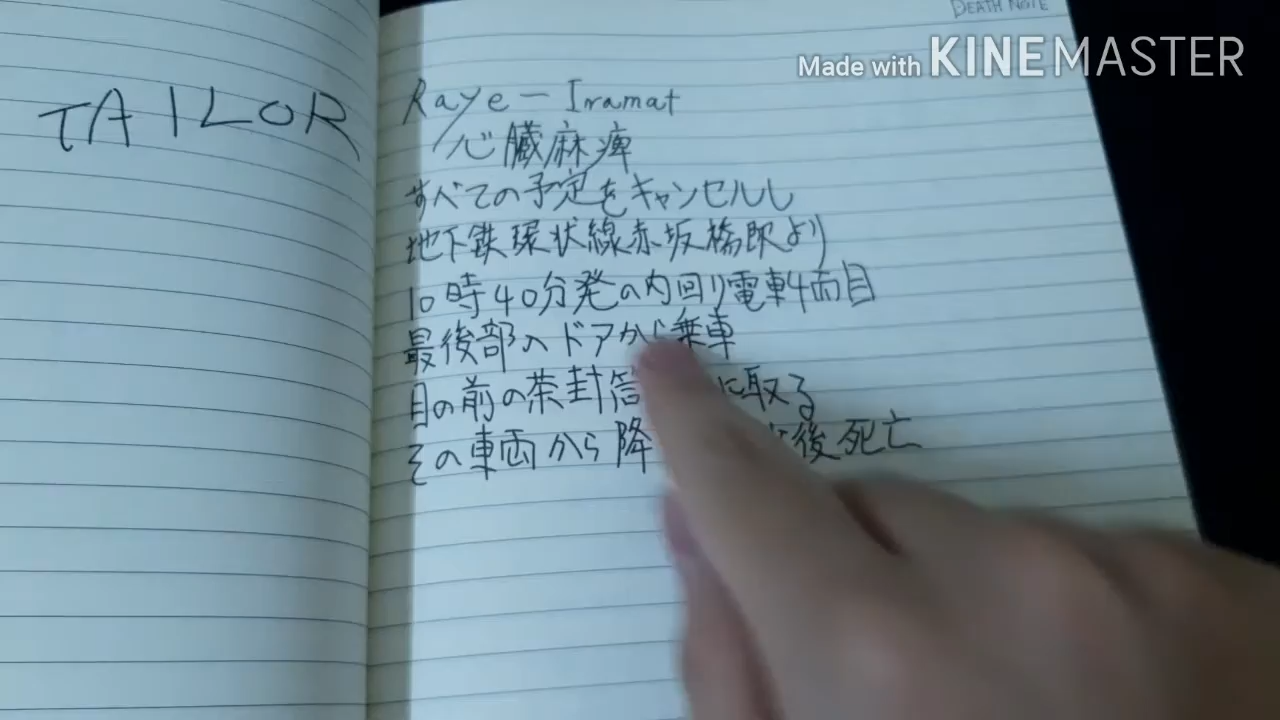 DEATH NOTE
Made with KINEMASTER
TAILOR
Raye — Iramat
心臓麻痺
すべての予定をキャンセルし
地下鉄環状線赤坂橋駅より
10時40分発の内回り電車4両目
最後部入ドアから乗車
目の前の茶封筒 に取る
その車両から降 後死亡